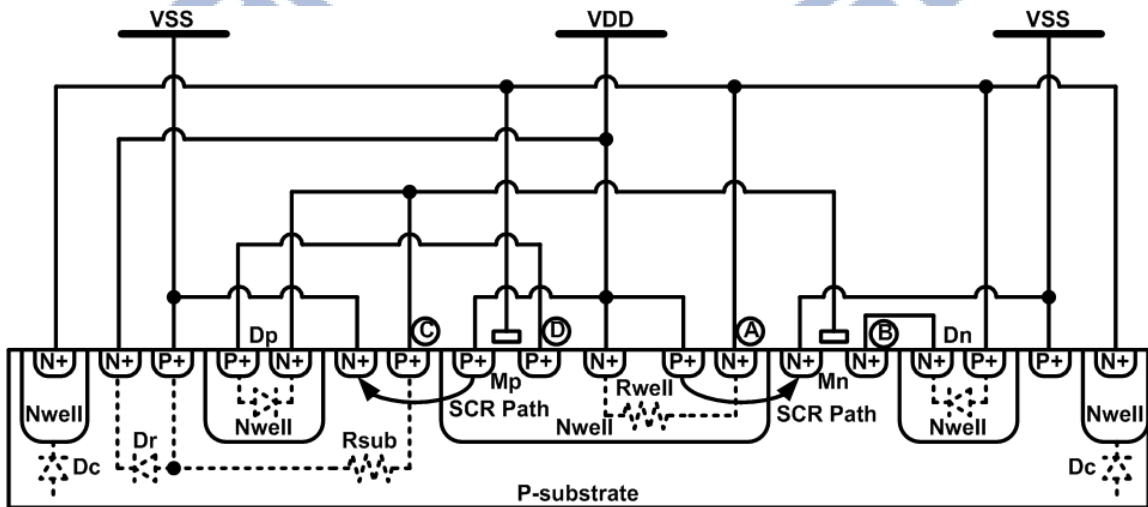 VSS VDD VSS
Dp C D A B Dn
N+ N+ P+ P+ N+ N+ P+ P+ P+ N+ P+ N+ N+ N+ N+ P+ P+ N+
Mp Rwell Mn
Nwell SCR Path SCR Path Nwell
Nwell Nwell Nwell
Dr Rsub
Dc Dc
P-substrate